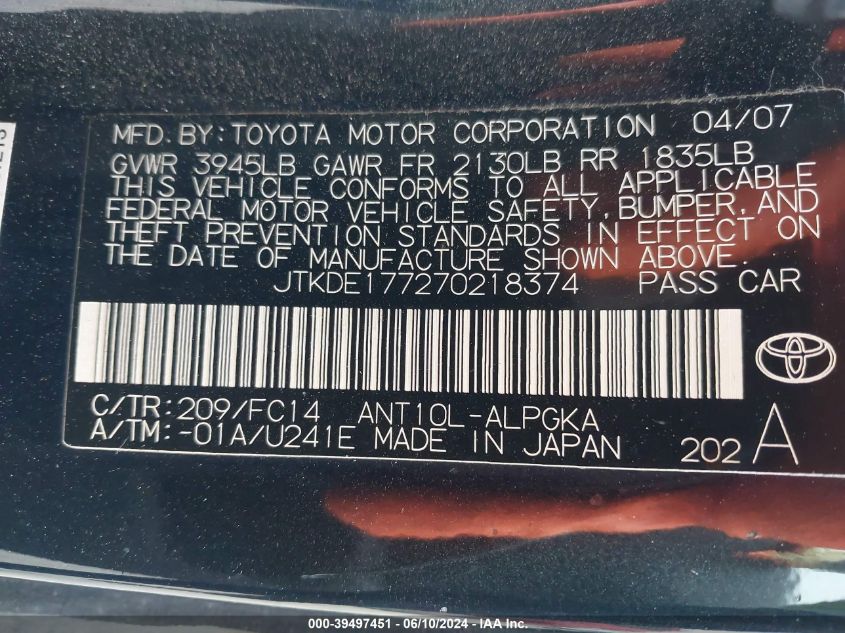 MFD. BY: TOYOTA MOTOR CORPORATION 04/07
GVWR 3945LB GAWR FR 2130LB RR 1835LB
THIS VEHICLE CONFORMS TO ALL APPLICABLE
FEDERAL MOTOR VEHICLE SAFETY, BUMPER, AND
THEFT PREVENTION STANDARDS IN EFFECT ON
THE DATE OF MANUFACTURE SHOWN ABOVE.
JTKDE177270218374 PASS CAR
C/TR: 209/FC14 ANT10L-ALPGKA
A/TM: -01A/U241E MADE IN JAPAN
202 A
000-39497451 - 06/10/2024 - IAA Inc.